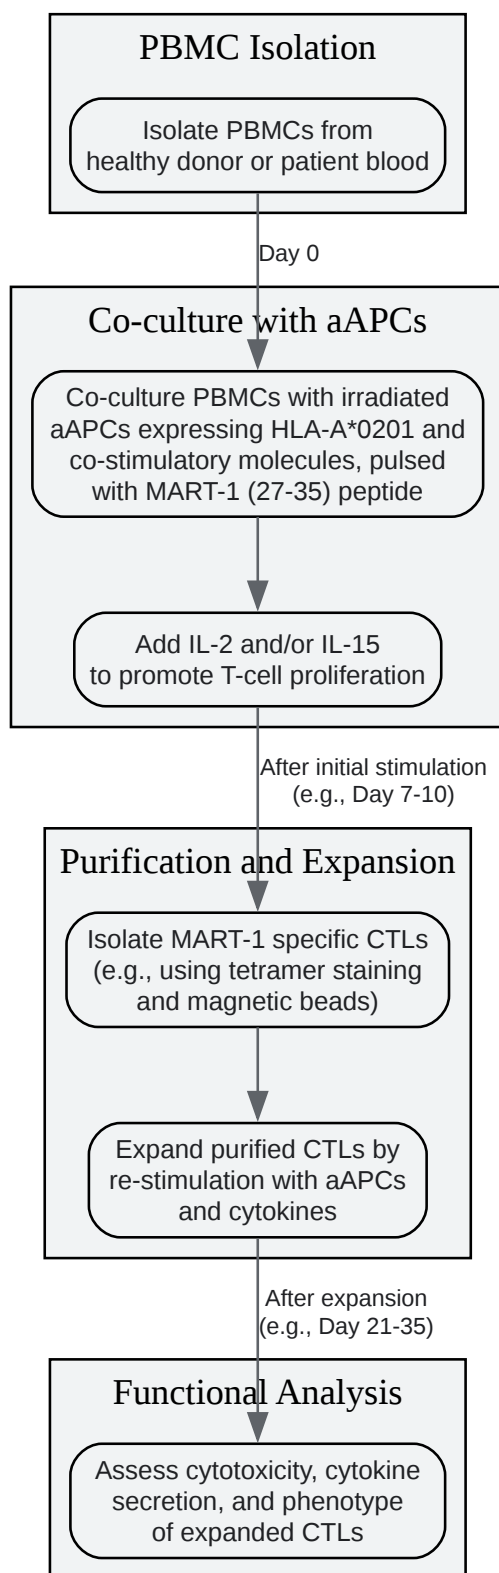 PBMC Isolation
Isolate PBMCs from
healthy donor or patient blood
Day 0
Co-culture with aAPCs
Co-culture PBMCs with irradiated
aAPCs expressing HLA-A*0201 and
co-stimulatory molecules, pulsed
with MART-1 (27-35) peptide
Add IL-2 and/or IL-15
to promote T-cell proliferation
After initial stimulation
(e.g., Day 7-10)
Purification and Expansion
Isolate MART-1 specific CTLs
(e.g., using tetramer staining
and magnetic beads)
Expand purified CTLs by
re-stimulation with aAPCs
and cytokines
After expansion
(e.g., Day 21-35)
Functional Analysis
Assess cytotoxicity, cytokine
secretion, and phenotype
of expanded CTLs